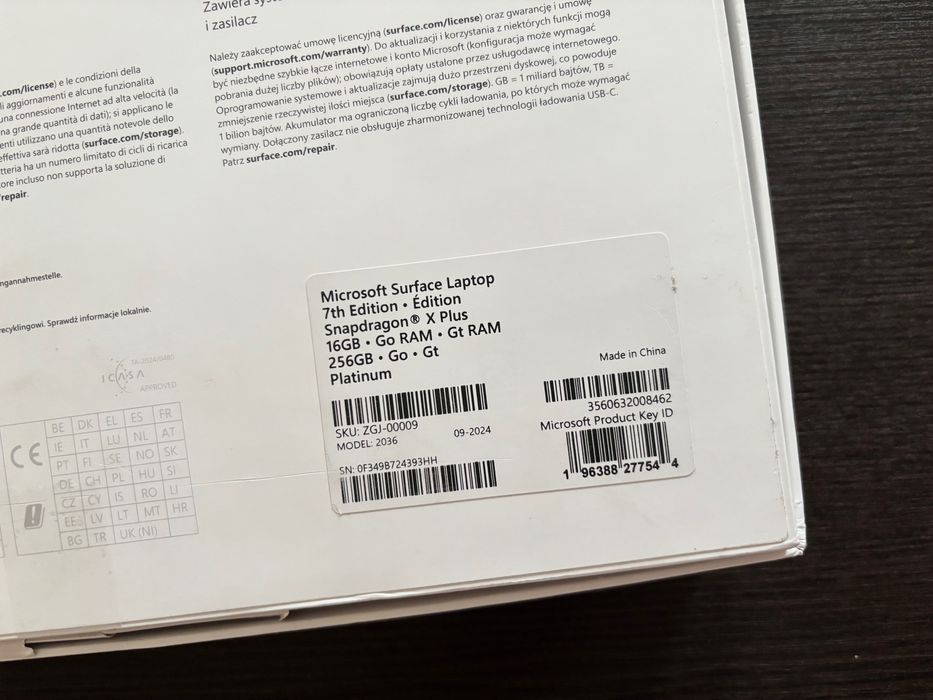 Zawiera
i zasilacz
Należy zaakceptować umowę licencyjną (surface.com/license) oraz gwarancję i umowę
(support.microsoft.com/warranty). Do aktualizacji i korzystania z niektórych funkcji mogą
być niezbędne szybkie łącze internetowe i konto Microsoft (konfiguracja może wymagać
pobrania dużej liczby plików); obowiązują opłaty ustalone przez usługodawcę internetowego.
Oprogramowanie systemowe i aktualizacje zajmują dużo przestrzeni dyskowej, co powoduje
zmniejszenie rzeczywistej ilości miejsca (surface.com/storage). GB = 1 miliard bajtów, TB =
1 bilion bajtów. Akumulator ma ograniczoną liczbę cykli ładowania, po których może wymagać
wymiany. Dołączony zasilacz nie obsługuje zharmonizowanej technologii ładowania USB-C.
Patrz surface.com/repair.
.com/license) e le condizioni della
li aggiornamenti e alcune funzionalità
una connessione Internet ad alta velocità (la
na grande quantità di dati); si applicano le
enti utilizzano una quantità notevole dello
effettiva sarà ridotta (surface.com/storage).
tteria ha un numero limitato di cicli di ricarica
ore incluso non supporta la soluzione di
/repair.
ngannahmestelle.
recyklingowi. Sprawdź informacje lokalnie.
TA-2024/0480
ICASA
APPROVED
CE
BE DK EL ES FR
IE IT LU NL AT
PT FI SE NO SK
DE CH PL HU SI
CZ CY IS RO LI
EE LV LT MT HR
BG TR UK (NI)
Microsoft Surface Laptop
7th Edition • Édition
Snapdragon® X Plus
16GB • Go RAM • Gt RAM
256GB • Go • Gt
Platinum
SKU: ZGJ-00009
MODEL: 2036 09-2024
SN: 0F349B724393HH
Made in China
3560632008462
Microsoft Product Key ID
1 96388 27754 4